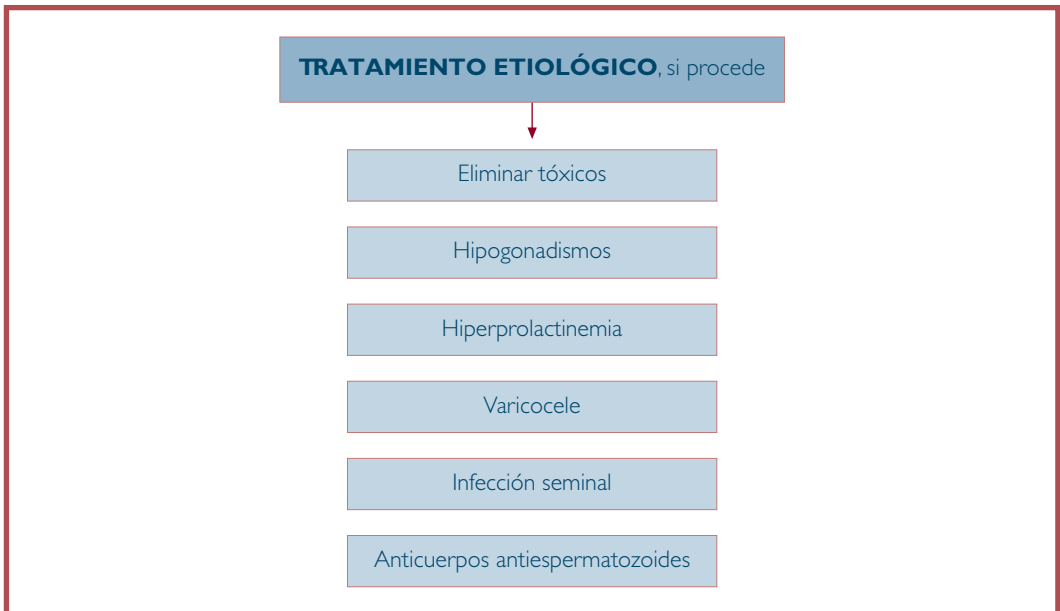 TRATAMIENTO ETIOLÓGICO, si procede
Eliminar tóxicos
Hipogonadismos
Hiperprolactinemia
Varicocele
Infección seminal
Anticuerpos antiespermatozoides